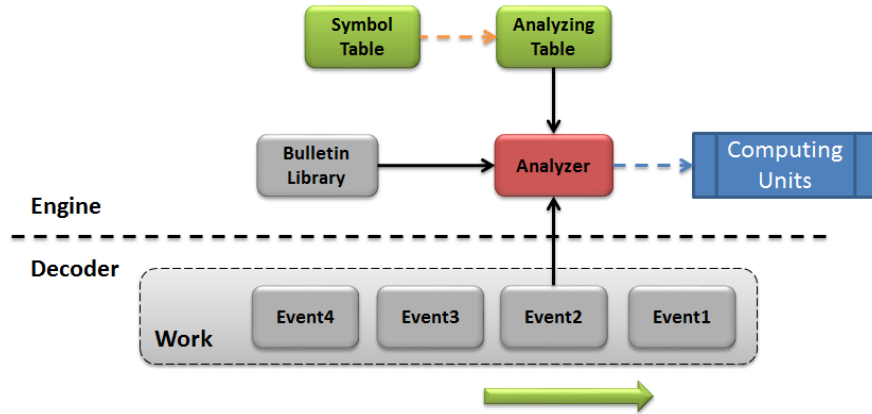 Symbol
Table
Analyzing
Table
Bulletin
Library
Analyzer
Computing
Units
Engine
Decoder
Work
Event4
Event3
Event2
Event1